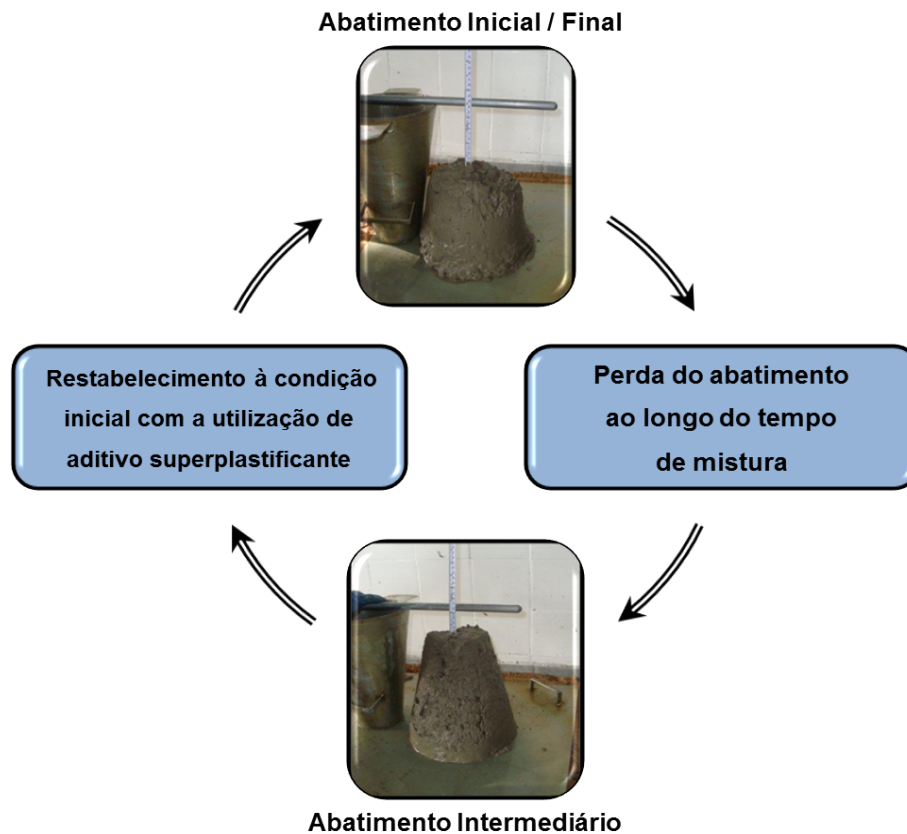 Abatimento Inicial / Final
Restabelecimento à condição
inicial com a utilização de
aditivo superplastificante
Perda do abatimento
ao longo do tempo
de mistura
Abatimento Intermediário